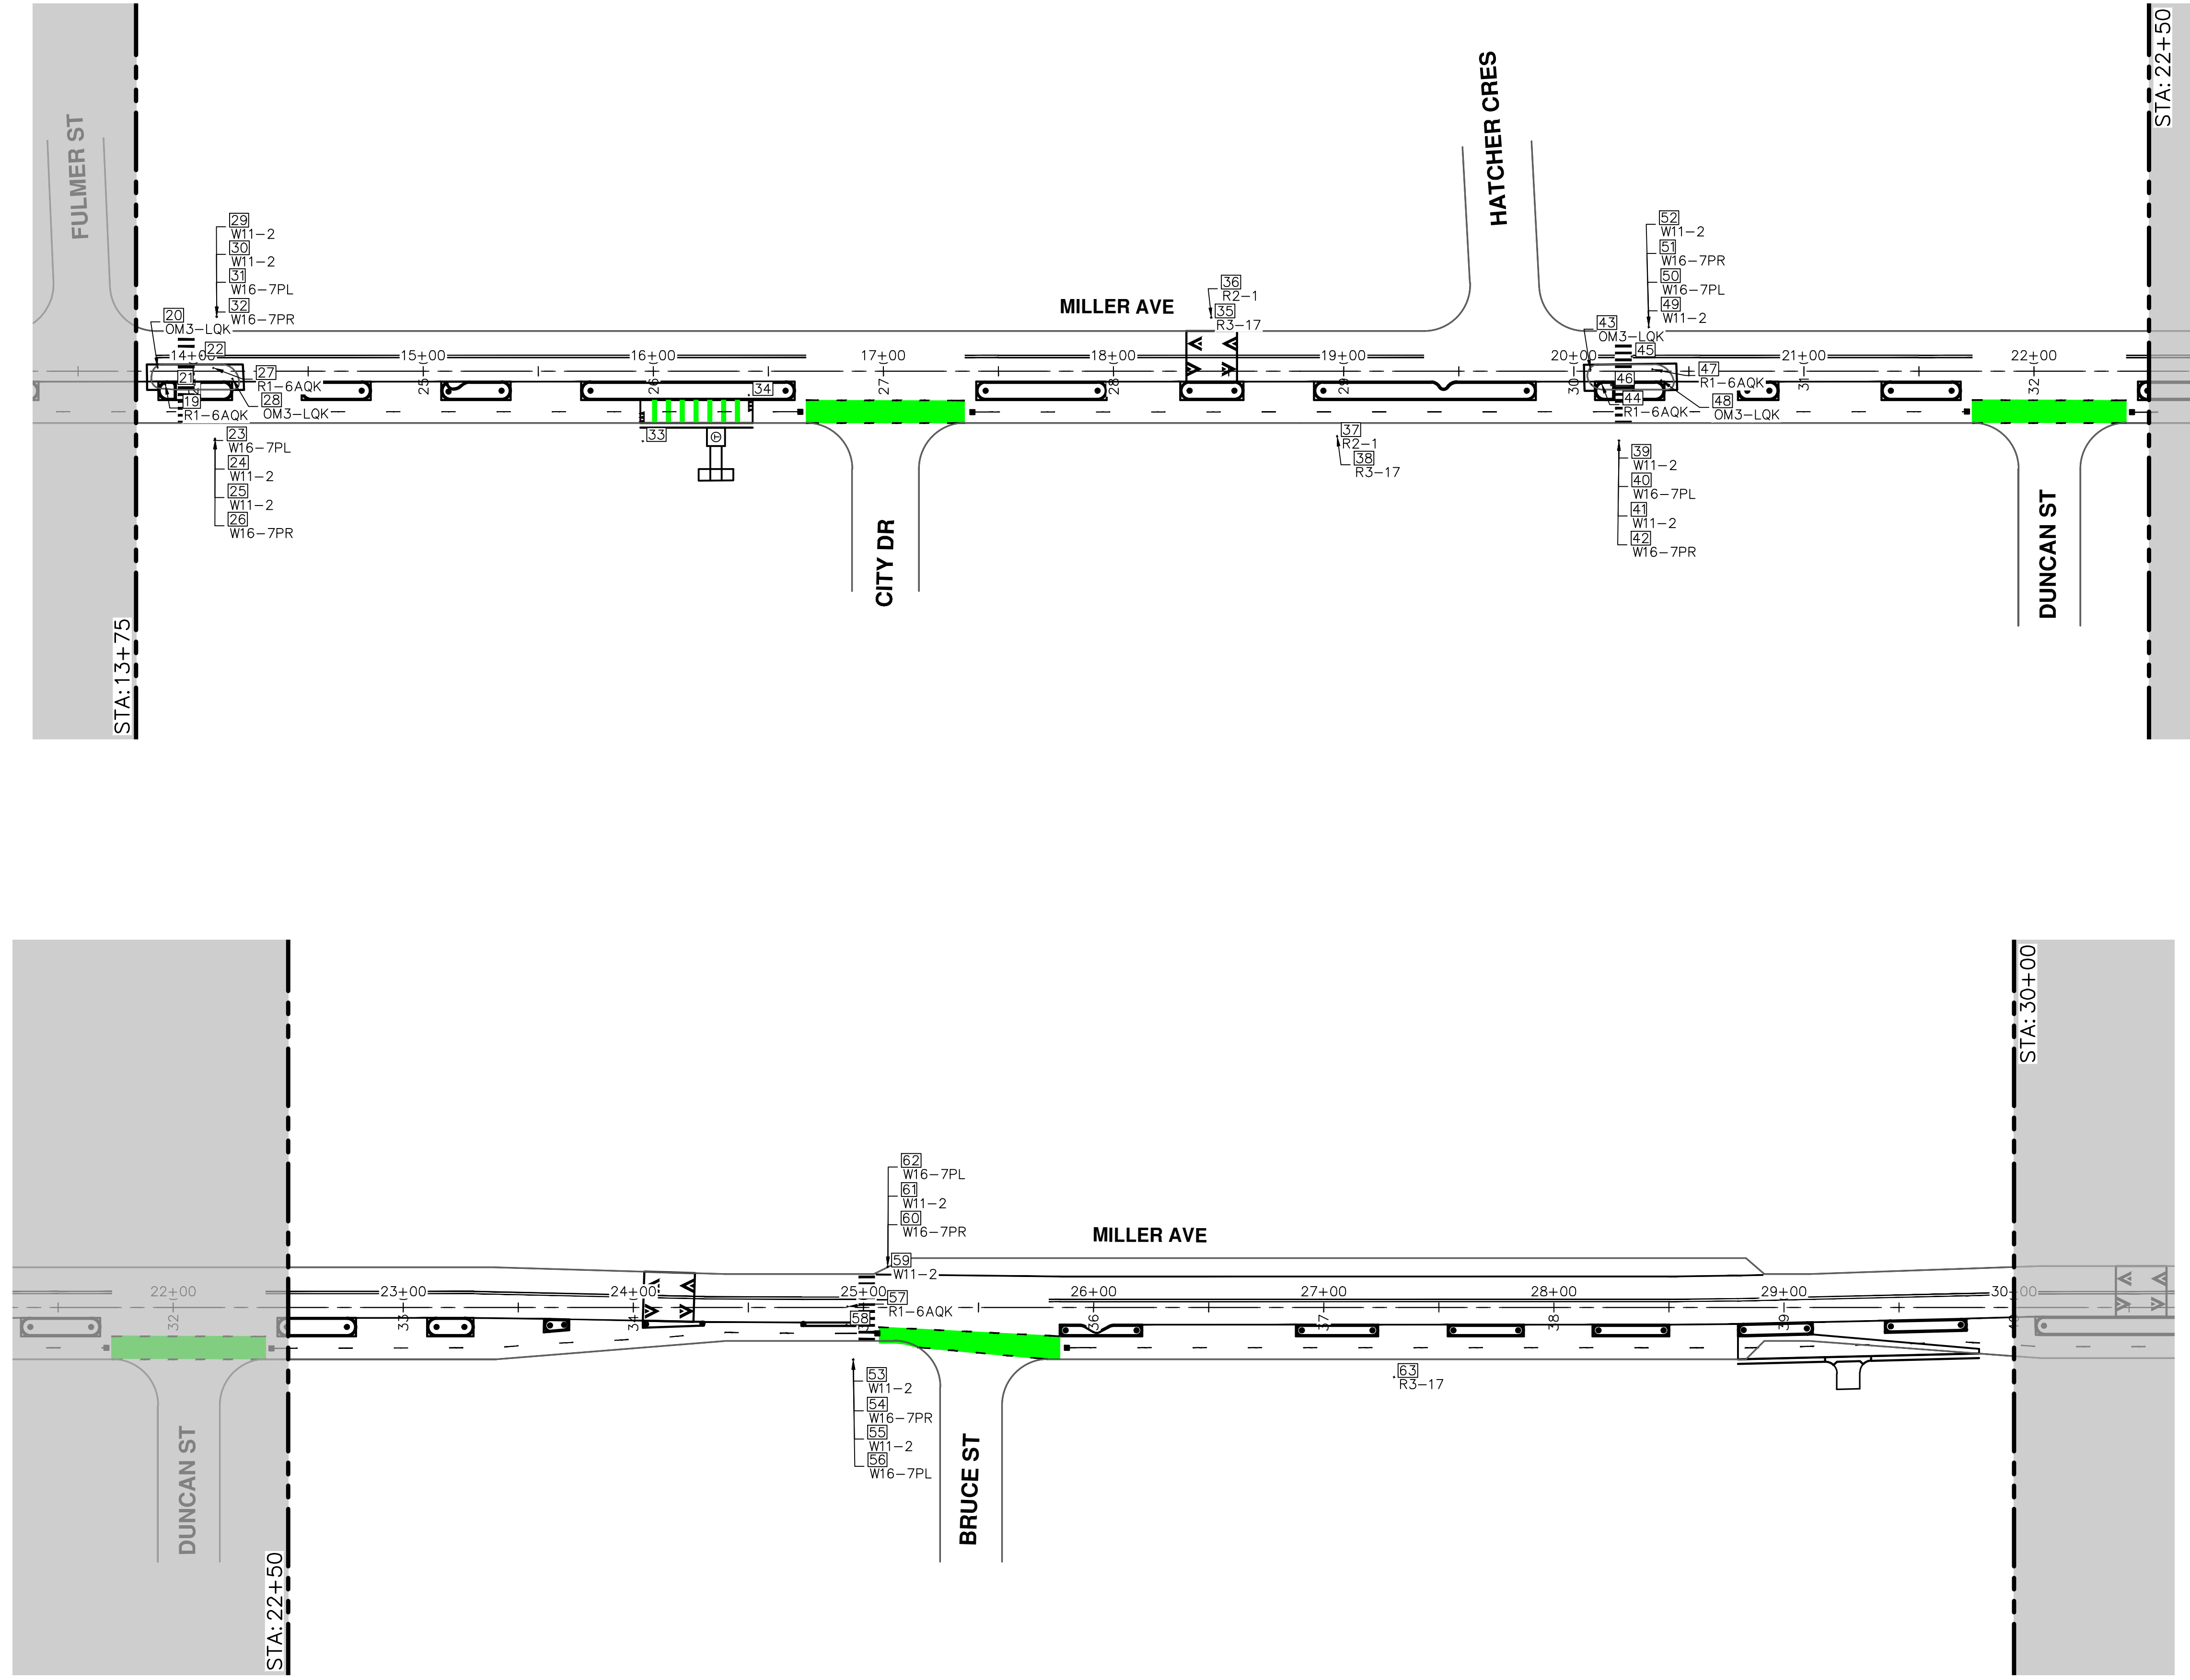 STA: 22+50
HATCHER CRES
FULMER ST
29
W11-2
30
W11-2
31
W16-7PL
32
W16-7PR
20
OM3-LQK
22
52
W11-2
51
W16-7PR
50
W16-7PL
49
W11-2
36
R2-1
35
R3-17
MILLER AVE
43
OM3-LQK
45
15+00
16+00
17+00
18+00
19+00
20+00
21+00
22+00
21
27
R1-6AQK
28
OM3-LQK
19
R1-6AQK
25
26
34
27
28
29
30
46
47
R1-6AQK
44
R1-6AQK
48
OM3-LQK
31
32
23
W16-7PL
24
W11-2
25
W11-2
26
W16-7PR
33
37
R2-1
38
R3-17
39
W11-2
40
W16-7PL
41
W11-2
42
W16-7PR
CITY DR
DUNCAN ST
STA: 13+75
STA: 30+00
62
W16-7PL
61
W11-2
60
W16-7PR
59
W11-2
MILLER AVE
22+00
23+00
24+00
25+00
26+00
27+00
28+00
29+00
57
R1-6AQK
58
32
33
34
36
37
38
39
53
W11-2
54
W16-7PR
55
W11-2
56
W16-7PL
63
R3-17
DUNCAN ST
BRUCE ST
STA: 22+50